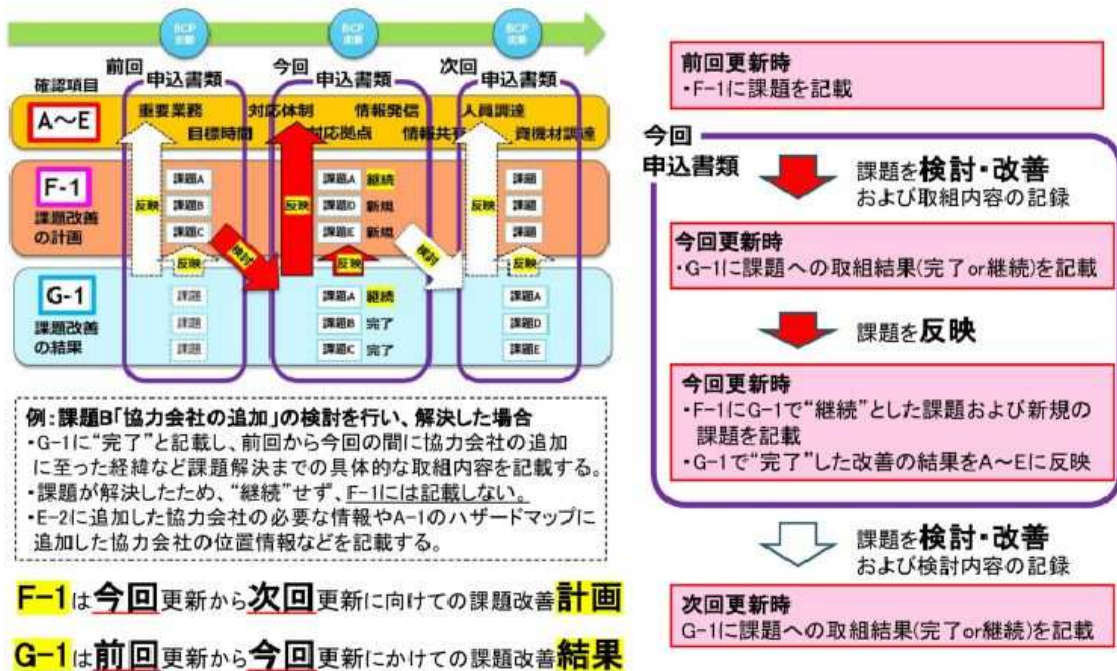 BCP
更新
BCP
更新
BCP
更新
前回
申込書類
今回
申込書類
次回
申込書類
確認項目
A～E
重要業務
対応体制
情報発信
人員調達
目標時間
対応拠点
情報共有
資機材調達
F-1
課題改善
の計画
反映
課題A
課題B
課題C
検討
反映
反映
課題A 継続
課題D 新規
課題E 新規
反映
検討
反映
課題
課題
課題
反映
G-1
課題改善
の結果
課題
課題
課題
課題A 継続
課題B 完了
課題C 完了
課題A
課題D
課題E
例:課題B「協力会社の追加」の検討を行い、解決した場合
・G-1に“完了”と記載し、前回から今回の間に協力会社の追加
に至った経緯など課題解決までの具体的な取組内容を記載する。
・課題が解決したため、“継続”せず、F-1には記載しない。
・E-2に追加した協力会社の必要な情報やA-1のハザードマップに
追加した協力会社の位置情報などを記載する。
F-1は今回更新から次回更新に向けての課題改善計画
G-1は前回更新から今回更新にかけての課題改善結果
前回更新時
・F-1に課題を記載
今回
申込書類
課題を検討・改善
および取組内容の記録
今回更新時
・G-1に課題への取組結果(完了or継続)を記載
課題を反映
今回更新時
・F-1にG-1で“継続”とした課題および新規の
課題を記載
・G-1で“完了”した改善の結果をA～Eに反映
課題を検討・改善
および検討内容の記録
次回更新時
G-1に課題への取組結果(完了or継続)を記載